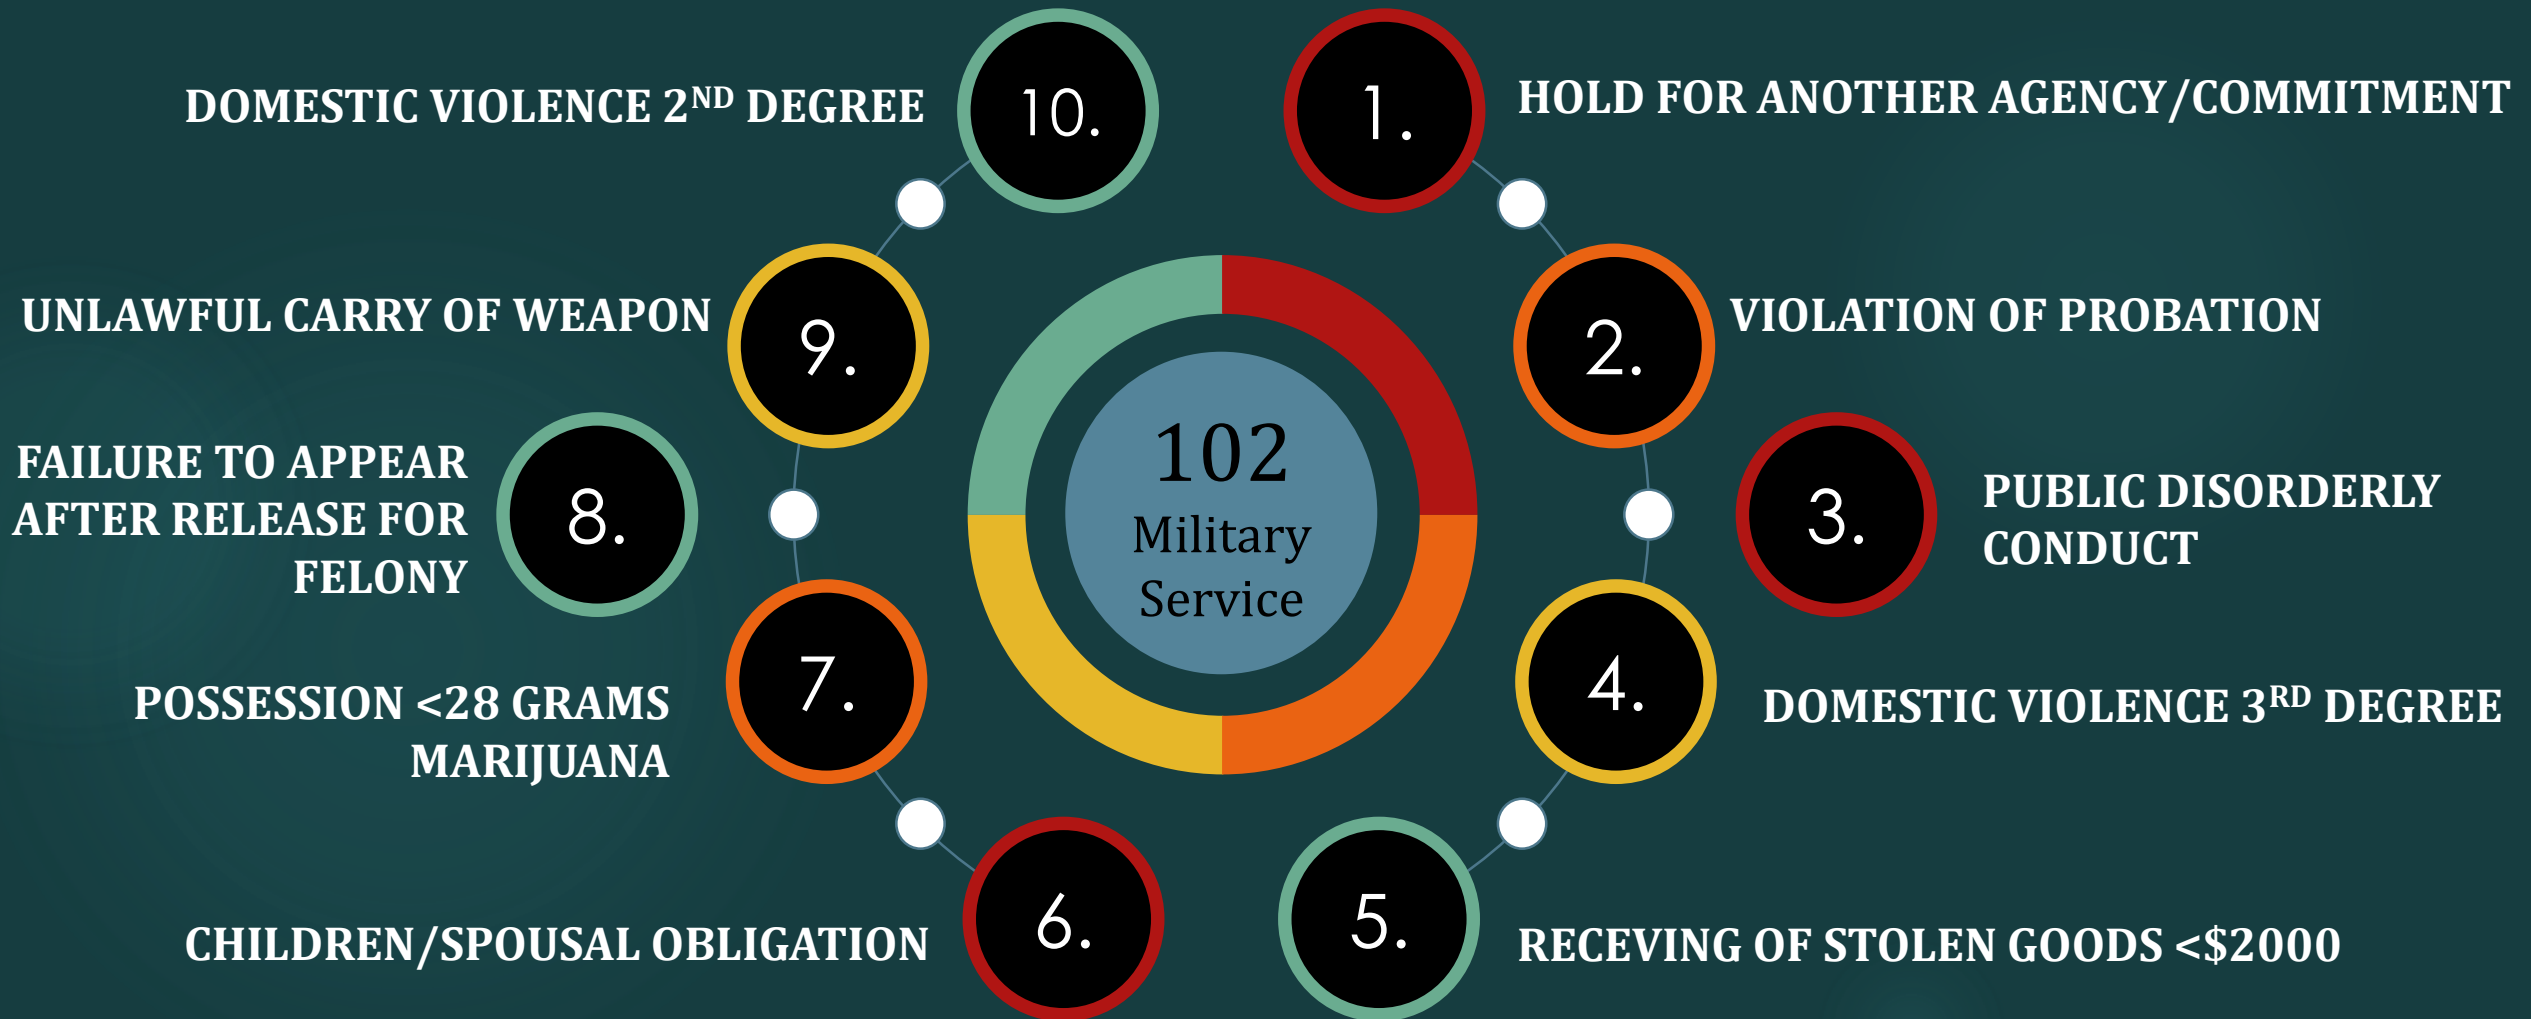 10.
DOMESTIC VIOLENCE 2ND DEGREE
1.
HOLD FOR ANOTHER AGENCY/COMMITMENT
9.
UNLAWFUL CARRY OF WEAPON
2.
VIOLATION OF PROBATION
8.
FAILURE TO APPEAR
AFTER RELEASE FOR
FELONY
102
Military
Service
3.
PUBLIC DISORDERLY
CONDUCT
7.
POSSESSION <28 GRAMS
MARIJUANA
4.
DOMESTIC VIOLENCE 3RD DEGREE
6.
CHILDREN/SPOUSAL OBLIGATION
5.
RECEVING OF STOLEN GOODS <$2000